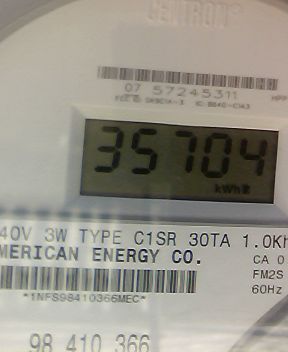 CENTRON®
07 57245311
35704
kWh
40V 3W TYPE C1SR 30TA 1.0Kh
MERICAN ENERGY CO.
CA 0
FM2S
60Hz
*1NFS98410366MEC*
98 410 366